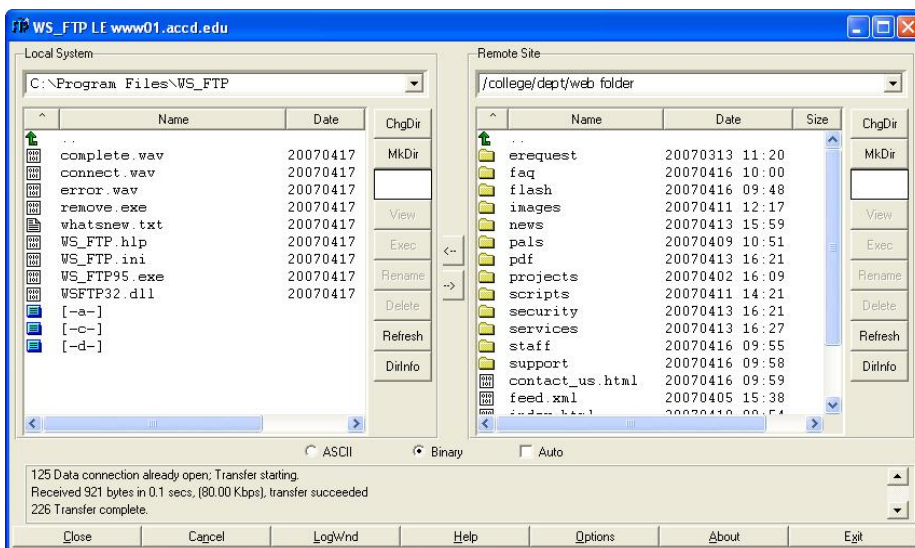 WS_FTP LE www01.accd.edu
Local System
C:\Program Files\WS_FTP
^ Name Date
..
complete.wav 20070417
connect.wav 20070417
error.wav 20070417
remove.exe 20070417
whatsnew.txt 20070417
WS_FTP.hlp 20070417
WS_FTP.ini 20070417
WS_FTP95.exe 20070417
WSFTP32.dll 20070417
[-a-]
[-c-]
[-d-]
ChgDir
MkDir
View
Exec
Rename
Delete
Refresh
DirInfo
<--
-->
Remote Site
/college/dept/web folder
^ Name Date Size
..
erequest 20070313 11:20
faq 20070416 10:00
flash 20070416 09:48
images 20070411 12:17
news 20070413 15:59
pals 20070409 10:51
pdf 20070413 16:21
projects 20070402 16:09
scripts 20070411 14:21
security 20070413 16:21
services 20070413 16:27
staff 20070416 09:55
support 20070416 09:58
contact_us.html 20070416 09:59
feed.xml 20070405 15:38
ChgDir
MkDir
View
Exec
Rename
Delete
Refresh
DirInfo
ASCII Binary Auto
125 Data connection already open; Transfer starting.
Received 921 bytes in 0.1 secs, (80.00 Kbps), transfer succeeded
226 Transfer complete.
Close Cancel LogWnd Help Options About Exit